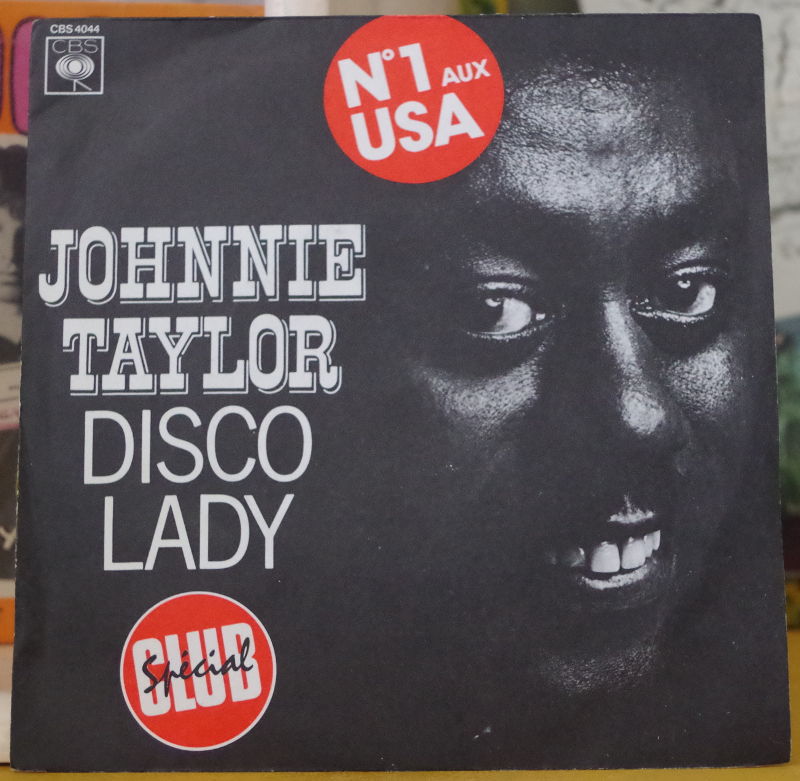 CBS 4044
CBS
N°1 AUX
USA
JOHNNIE
TAYLOR
DISCO
LADY
CLUB
Spécial